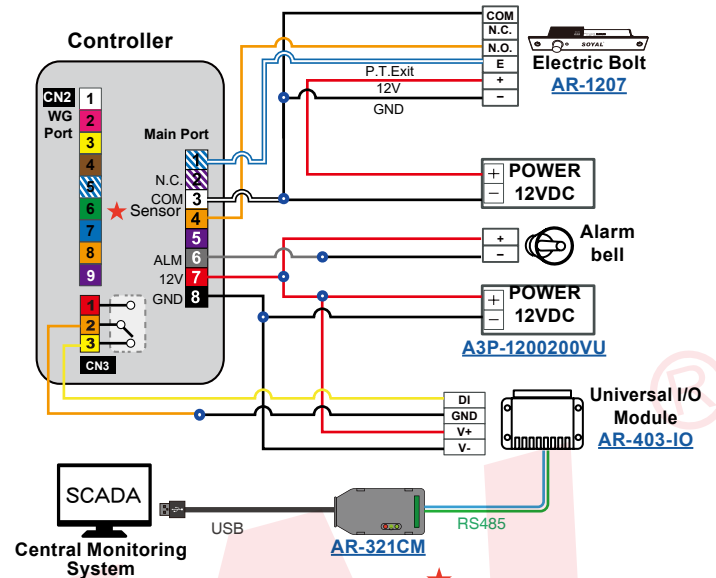 Controller
CN2
WG
Port
1
2
3
4
5
6
7
8
9
Main Port
1
N.C.
2
COM
3
Sensor
4
5
ALM
6
12V
7
GND
8
1
2
3
CN3
COM
N.C.
N.O.
E
+
−
P.T.Exit
12V
GND
SOYAL
Electric Bolt
AR-1207
+
−
POWER
12VDC
+
−
Alarm
bell
+
−
POWER
12VDC
A3P-1200200VU
DI
GND
V+
V-
Universal I/O
Module
AR-403-IO
SCADA
Central Monitoring
System
USB
AR-321CM
RS485
®